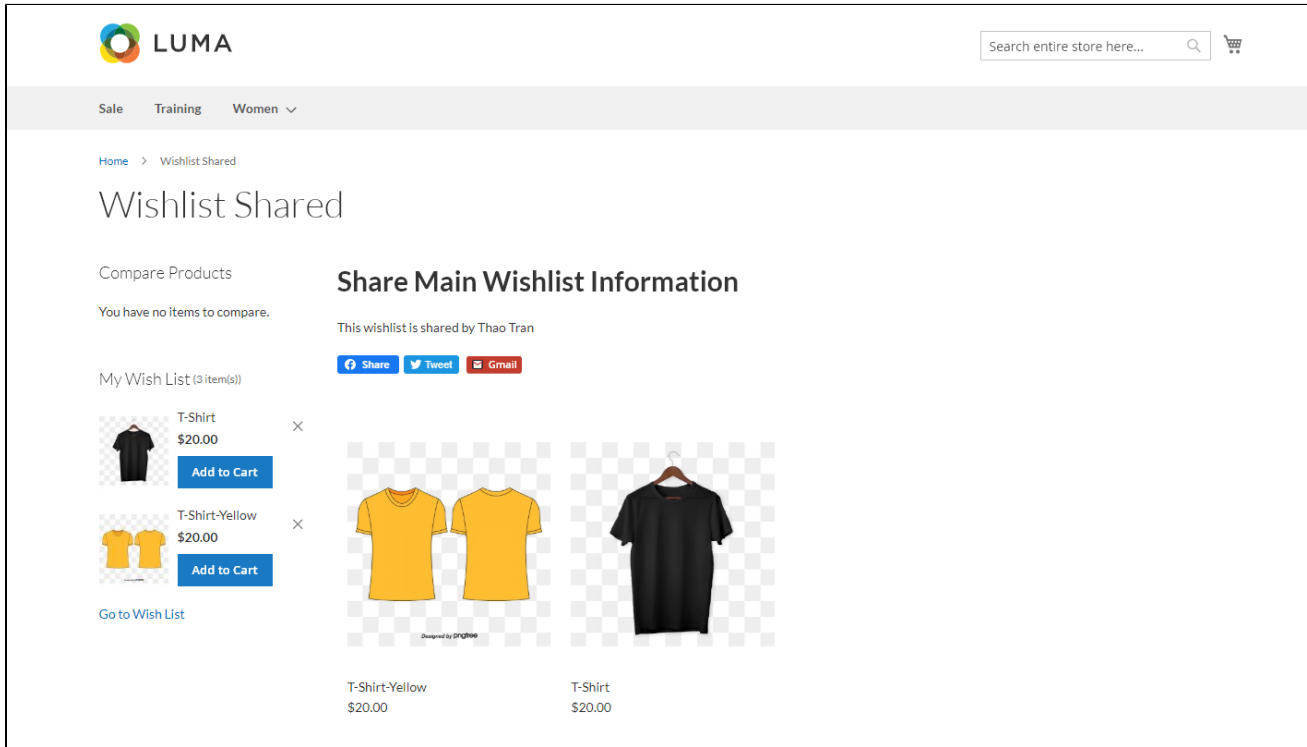 LUMA
Search entire store here...
Sale Training Women
Home Wishlist Shared
Wishlist Shared
Compare Products
You have no items to compare.
My Wish List (3 item(s))
T-Shirt
$20.00
Add to Cart
T-Shirt-Yellow
$20.00
Add to Cart
Go to Wish List
Share Main Wishlist Information
This wishlist is shared by Thao Tran
Share Tweet Gmail
Designed by pngtree
T-Shirt-Yellow
$20.00
T-Shirt
$20.00